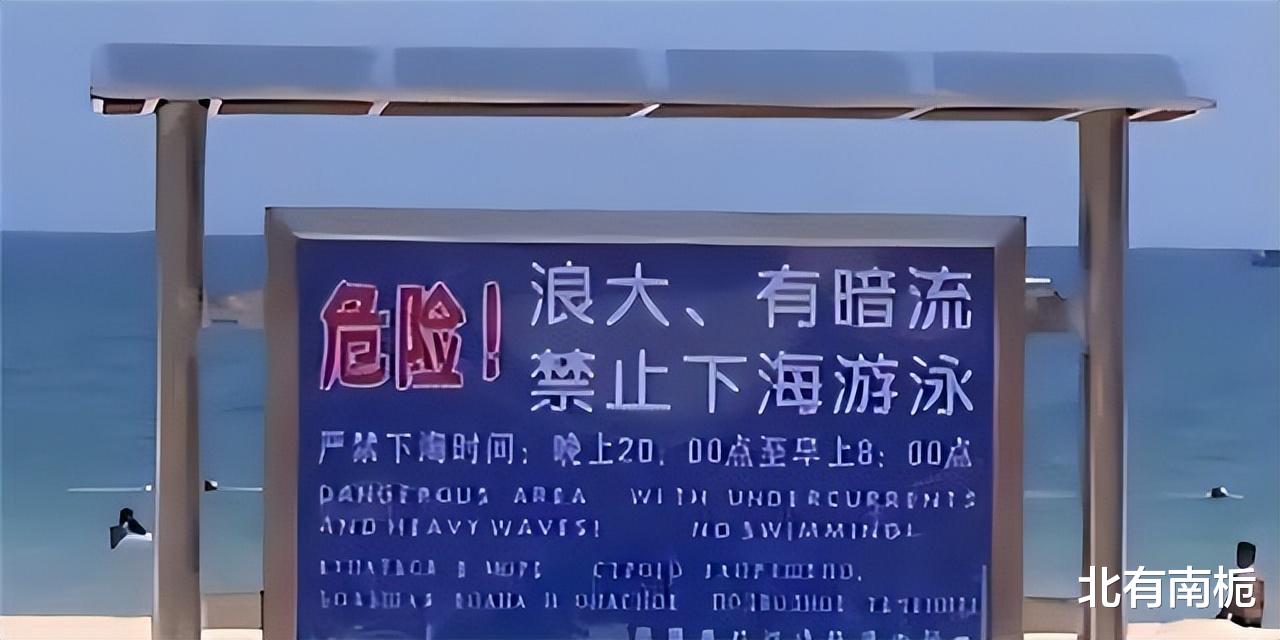 危险！
浪大、有暗流
禁止下海游泳
严禁下海时间：晚上20：00点至早上8：00点
DANGEROUS AREA WITH UNDERCURRENTS
AND HEAVY WAVES! NO SWIMMING!
北有南栀